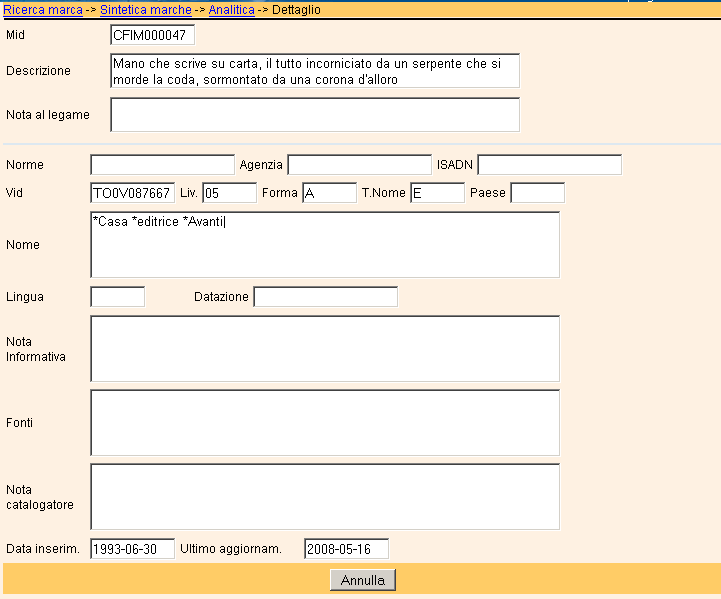 Ricerca marca -> Sintetica marche -> Analitica -> Dettaglio
Mid CFIM000047
Descrizione Mano che scrive su carta, il tutto incorniciato da un serpente che si
morde la coda, sormontato da una corona d'alloro
Nota al legame
Norme Agenzia ISADN
Vid TO0V087667 Liv. 05 Forma A T.Nome E Paese
Nome *Casa *editrice *Avanti|
Lingua Datazione
Nota
Informativa
Fonti
Nota
catalogatore
Data inserim. 1993-06-30 Ultimo aggiornam. 2008-05-16
Annulla